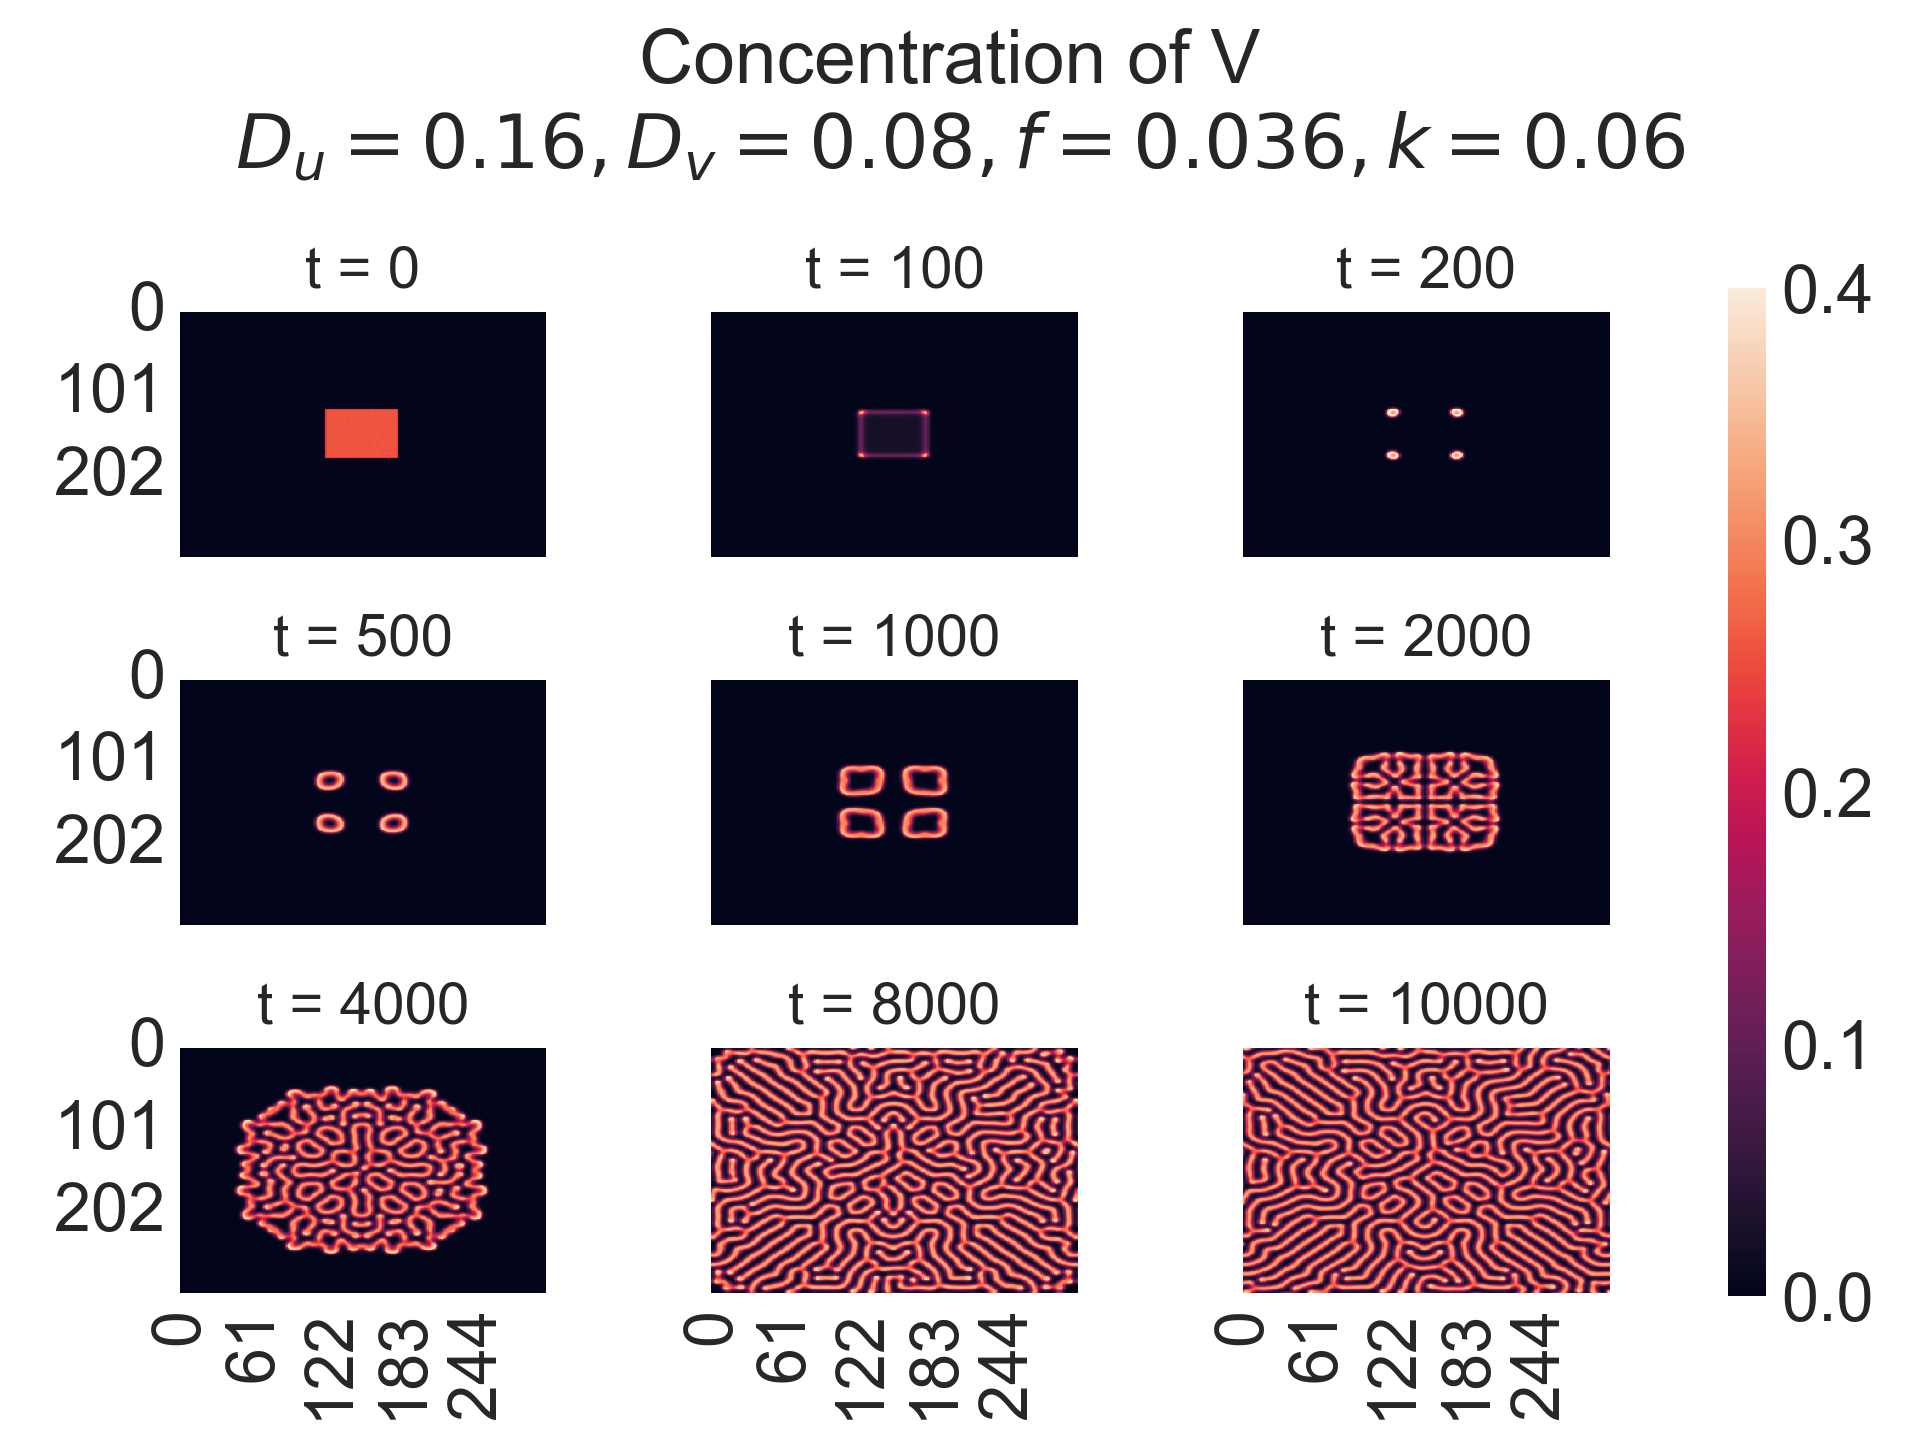 Concentration of V
D_u = 0.16, D_v = 0.08, f = 0.036, k = 0.06
t = 0
t = 100
t = 200
0
101
202
0.4
0.3
t = 500
t = 1000
t = 2000
0
101
202
0.2
t = 4000
t = 8000
t = 10000
0
101
202
0.1
0.0
0 61 122 183 244
0 61 122 183 244
0 61 122 183 244